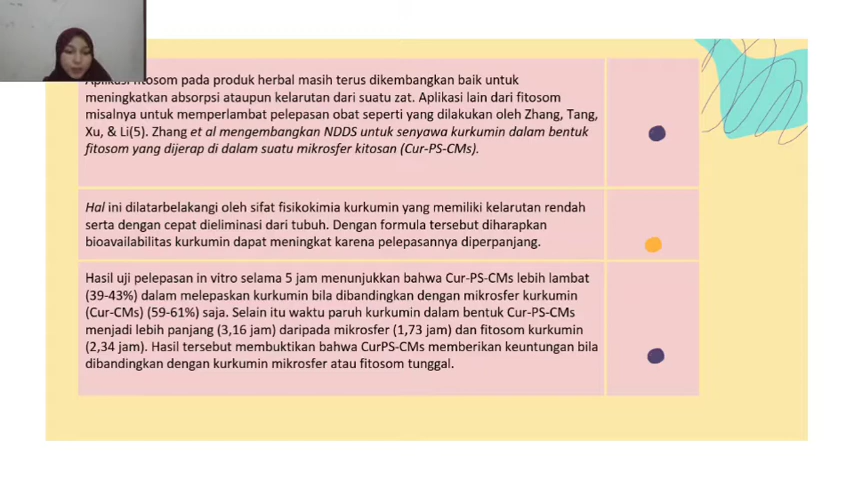 Aplikasi fitosom pada produk herbal masih terus dikembangkan baik untuk
meningkatkan absorpsi ataupun kelarutan dari suatu zat. Aplikasi lain dari fitosom
misalnya untuk memperlambat pelepasan obat seperti yang dilakukan oleh Zhang, Tang,
Xu, & Li(5). Zhang et al mengembangkan NDDS untuk senyawa kurkumin dalam bentuk
fitosom yang dijerap di dalam suatu mikrosfer kitosan (Cur-PS-CMs).
Hal ini dilatarbelakangi oleh sifat fisikokimia kurkumin yang memiliki kelarutan rendah
serta dengan cepat dieliminasi dari tubuh. Dengan formula tersebut diharapkan
bioavailabilitas kurkumin dapat meningkat karena pelepasannya diperpanjang.
Hasil uji pelepasan in vitro selama 5 jam menunjukkan bahwa Cur-PS-CMs lebih lambat
(39-43%) dalam melepaskan kurkumin bila dibandingkan dengan mikrosfer kurkumin
(Cur-CMs) (59-61%) saja. Selain itu waktu paruh kurkumin dalam bentuk Cur-PS-CMs
menjadi lebih panjang (3,16 jam) daripada mikrosfer (1,73 jam) dan fitosom kurkumin
(2,34 jam). Hasil tersebut membuktikan bahwa CurPS-CMs memberikan keuntungan bila
dibandingkan dengan kurkumin mikrosfer atau fitosom tunggal.